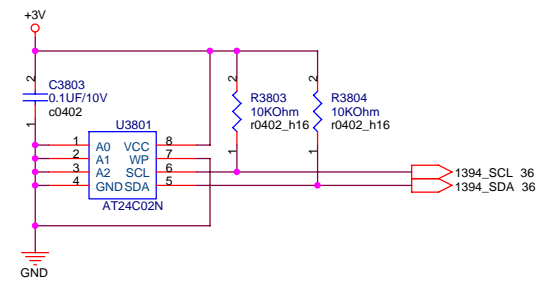 +3V
2
C3803
0.1UF/10V
c0402
1
2
R3803
10KOhm
r0402_h16
1
2
R3804
10KOhm
r0402_h16
1
U3801
1 A0 VCC 8
2 A1 WP 7
3 A2 SCL 6
4 GND SDA 5
AT24C02N
1394_SCL 36
1394_SDA 36
GND